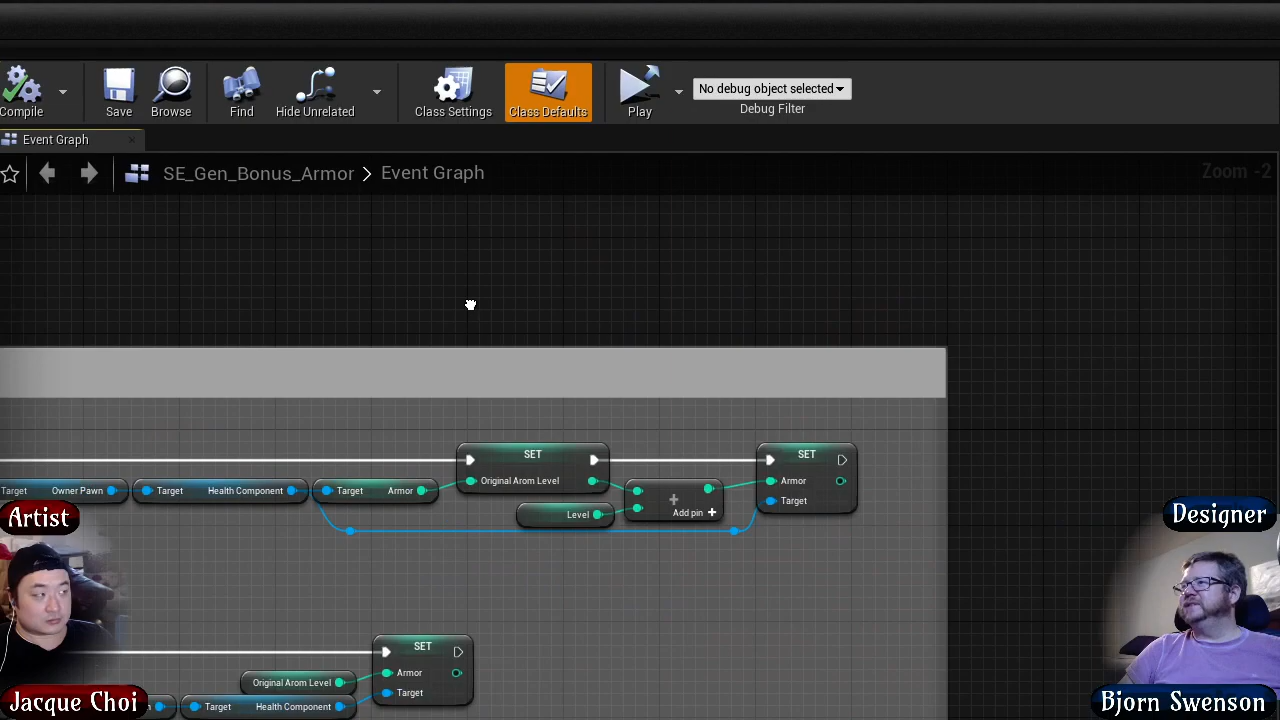 Compile
Save
Browse
Find
Hide Unrelated
Class Settings
Class Defaults
Play
No debug object selected
Debug Filter
Event Graph
SE_Gen_Bonus_Armor > Event Graph
Zoom -2
SET
SET
Original Arom Level
Armor
Target
Owner Pawn
Target
Health Component
Target
Armor
Target
Level
Add pin
Artist
Designer
SET
Armor
Original Arom Level
Target
Target
Health Component
Jacque Choi
Bjorn Swenson